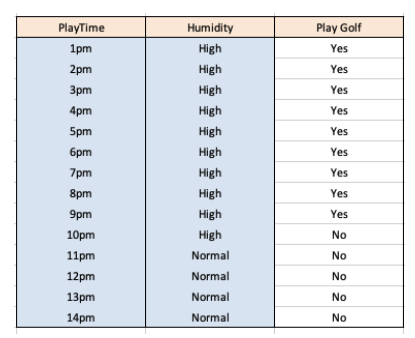 PlayTime Humidity Play Golf
1pm High Yes
2pm High Yes
3pm High Yes
4pm High Yes
5pm High Yes
6pm High Yes
7pm High Yes
8pm High Yes
9pm High Yes
10pm High No
11pm Normal No
12pm Normal No
13pm Normal No
14pm Normal No